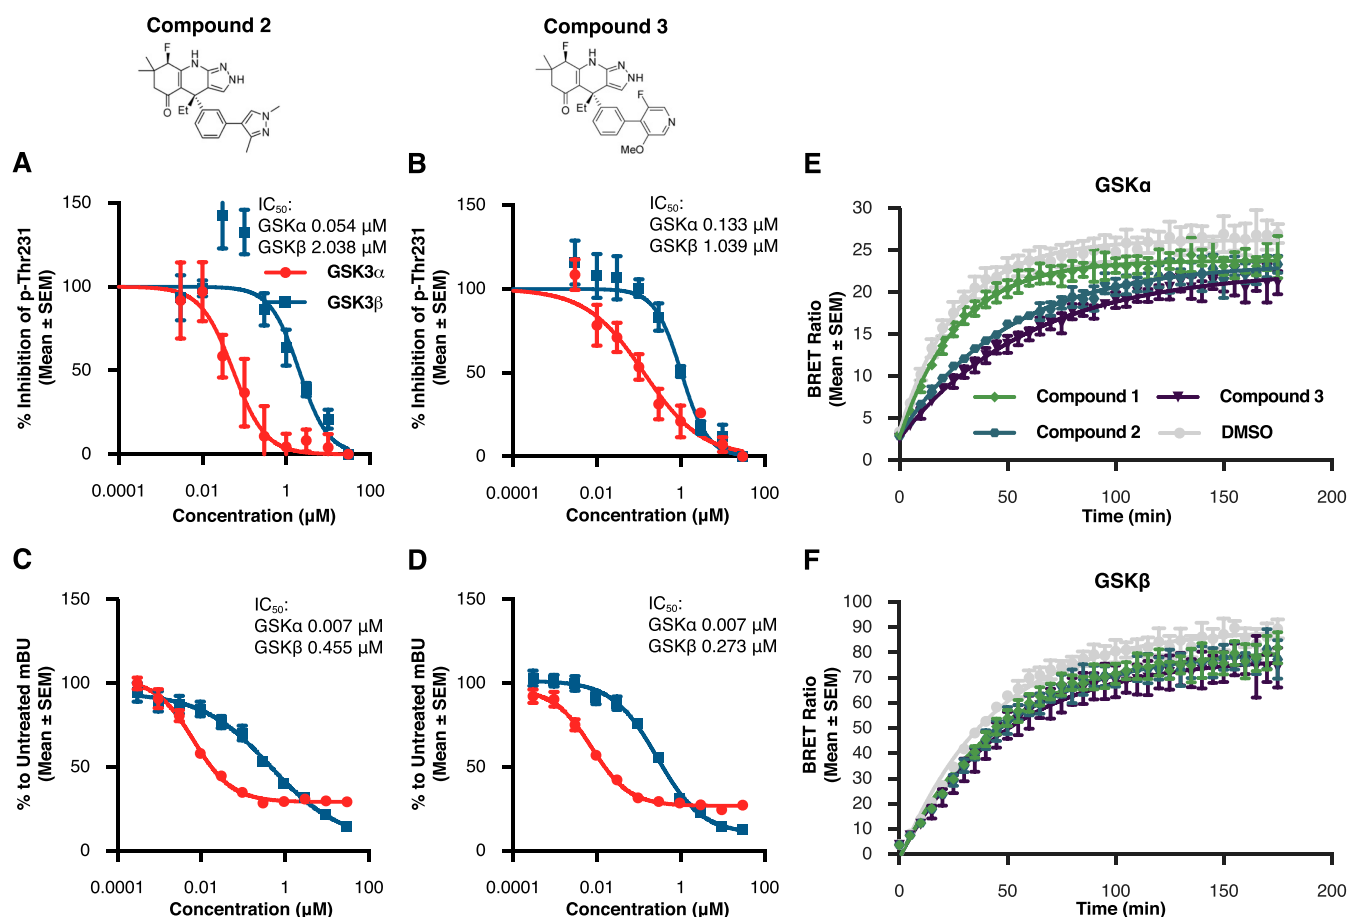 Compound 2
Compound 3
F
H
N
N
NH
O
Et
N
N
F
H
N
N
NH
O
Et
F
N
MeO
A
% Inhibition of p-Thr231
(Mean ± SEM)
150
100
50
0
IC50:
GSKα 0.054 µM
GSKβ 2.038 µM
GSK3α
GSK3β
0.0001 0.01 1 100
Concentration (µM)
B
% Inhibition of p-Thr231
(Mean ± SEM)
150
100
50
0
IC50:
GSKα 0.133 µM
GSKβ 1.039 µM
0.0001 0.01 1 100
Concentration (µM)
E
GSKα
BRET Ratio
(Mean ± SEM)
30
25
20
15
10
5
0
Compound 1
Compound 3
Compound 2
DMSO
0 50 100 150 200
Time (min)
C
% to Untreated mBU
(Mean ± SEM)
150
100
50
0
IC50:
GSKα 0.007 µM
GSKβ 0.455 µM
0.0001 0.01 1 100
Concentration (µM)
D
% to Untreated mBU
(Mean ± SEM)
150
100
50
0
IC50:
GSKα 0.007 µM
GSKβ 0.273 µM
0.0001 0.01 1 100
Concentration (µM)
F
GSKβ
BRET Ratio
(Mean ± SEM)
100
90
80
70
60
50
40
30
20
10
0
0 50 100 150 200
Time (min)